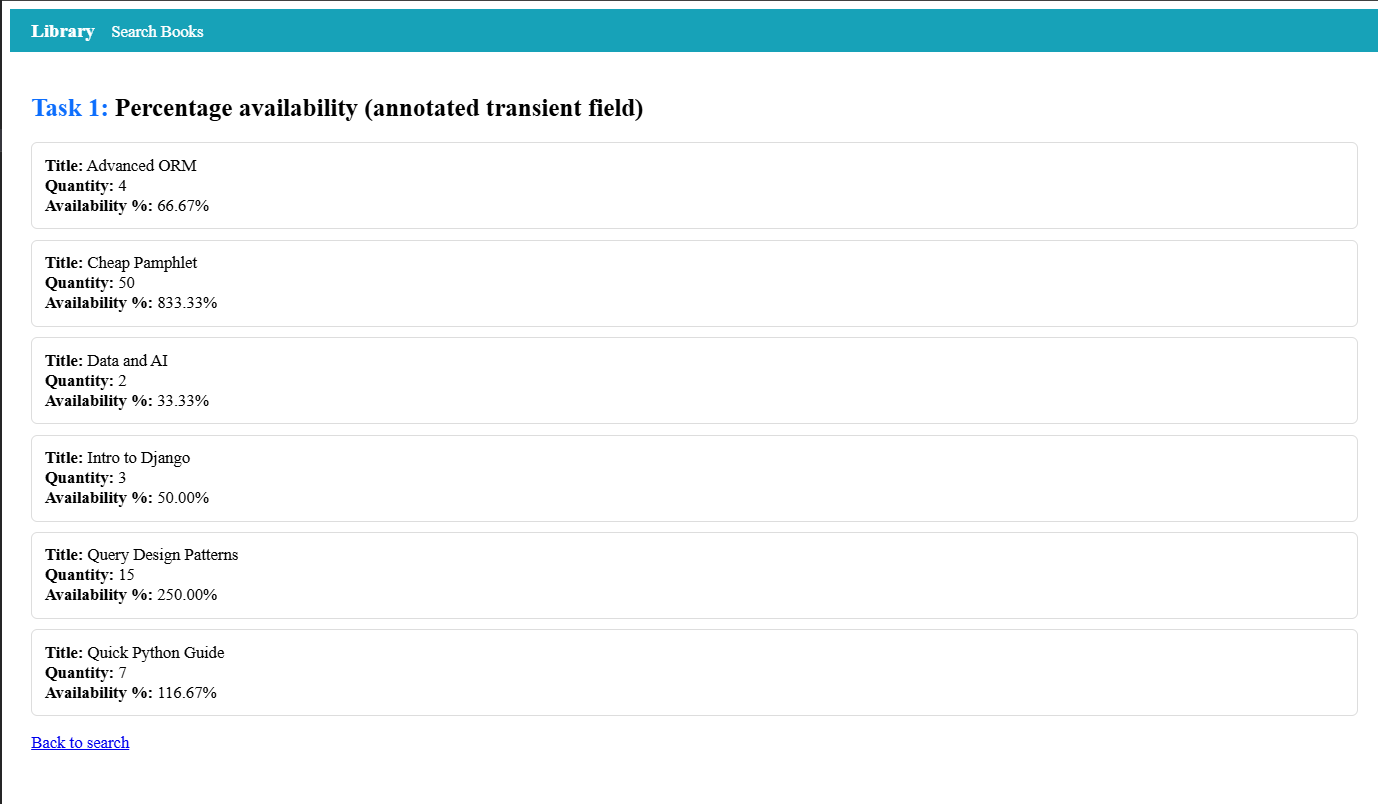 Library Search Books
Task 1: Percentage availability (annotated transient field)
Title: Advanced ORM
Quantity: 4
Availability %: 66.67%
Title: Cheap Pamphlet
Quantity: 50
Availability %: 833.33%
Title: Data and AI
Quantity: 2
Availability %: 33.33%
Title: Intro to Django
Quantity: 3
Availability %: 50.00%
Title: Query Design Patterns
Quantity: 15
Availability %: 250.00%
Title: Quick Python Guide
Quantity: 7
Availability %: 116.67%
Back to search